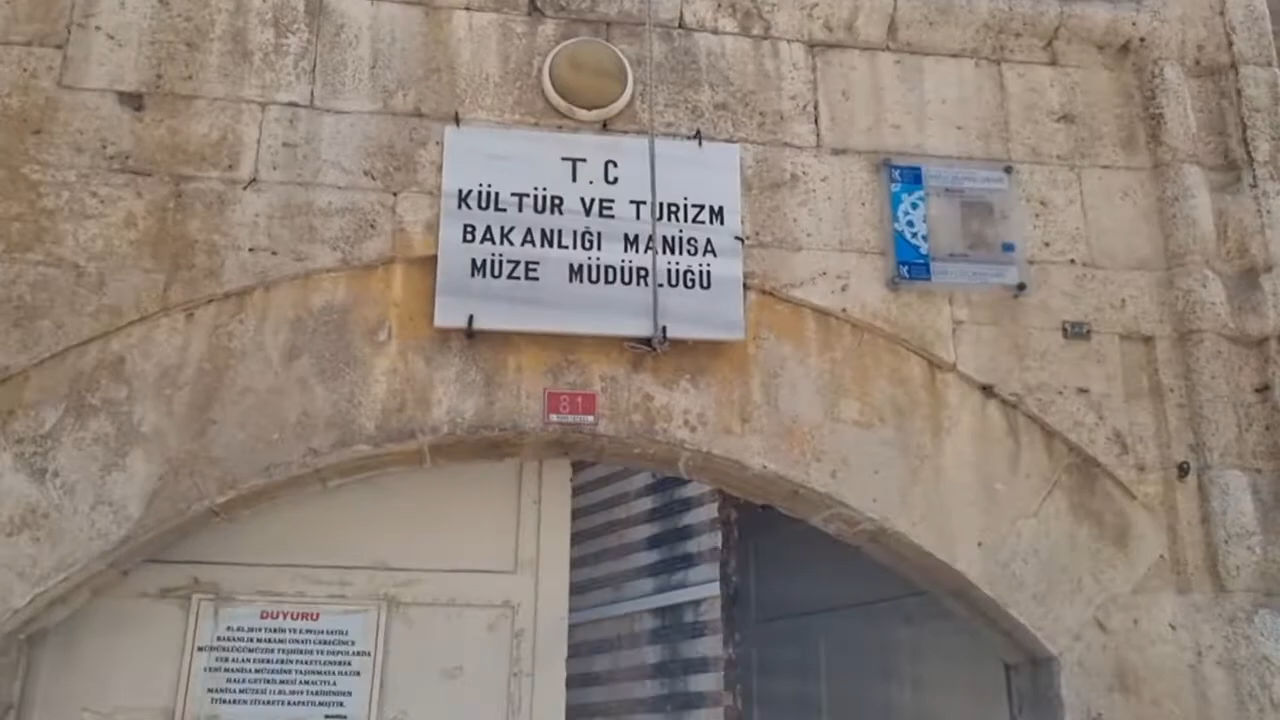 T.C
KÜLTÜR VE TURİZM
BAKANLIĞI MANİSA
MÜZE MÜDÜRLÜĞÜ
81
DUYURU
01.03.2019 TARİH VE E.99134 SAYILI
BAKANLIK MAKAMI ONAYI GEREĞİNCE
MÜDÜRLÜĞÜMÜZDE TEŞHİRDE VE DEPOLARDA
YER ALAN ESERLERİN PAKETLENEREK
YENİ MANİSA MÜZESİNE TAŞINMAYA HAZIR
HALE GETİRİLMESİ AMACIYLA
MANİSA MÜZESİ 11.03.2019 TARİHİNDEN
İTİBAREN ZİYARETE KAPATILMIŞTIR.